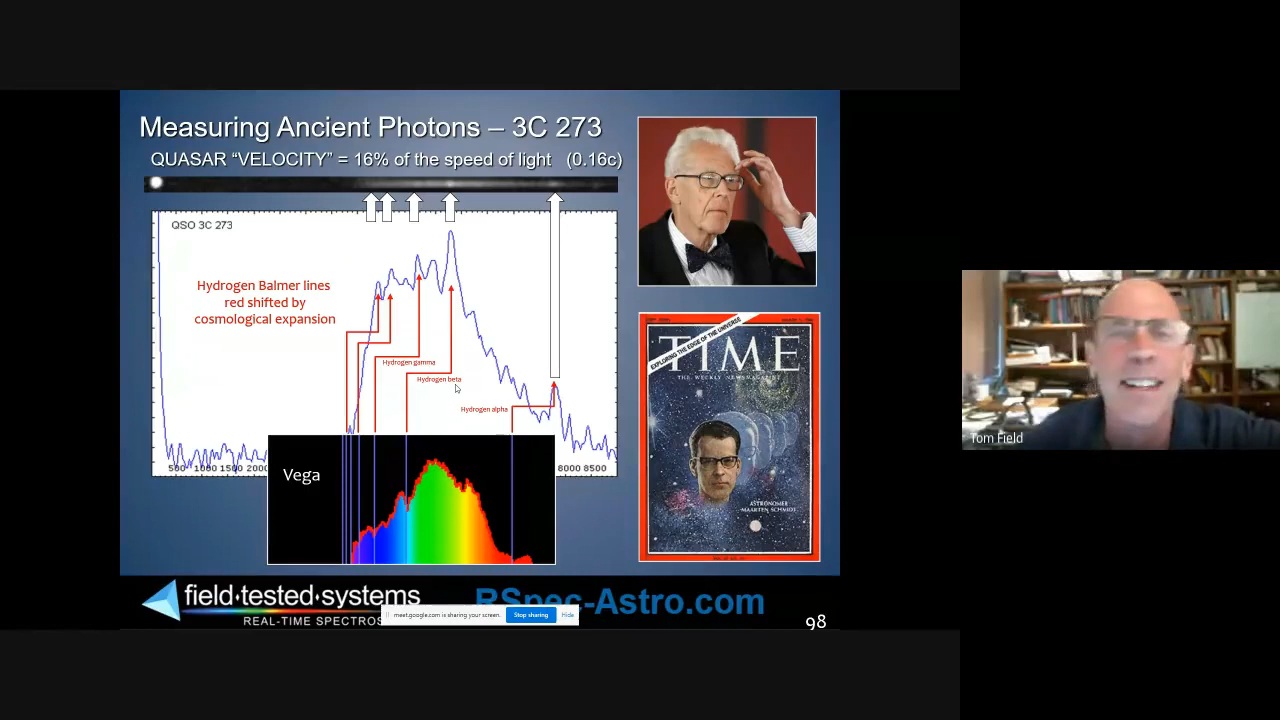 Measuring Ancient Photons – 3C 273
QUASAR “VELOCITY” = 16% of the speed of light (0.16c)
QSO 3C 273
Hydrogen Balmer lines
red shifted by
cosmological expansion
Hydrogen gamma
Hydrogen beta
Hydrogen alpha
500 1000 1500 2000
8000 8500
Vega
EXPLORING THE EDGE OF THE UNIVERSE
TIME
THE WEEKLY NEWSMAGAZINE
ASTRONOMER
MAARTEN SCHMIDT
Tom Field
field·tested·systems
REAL-TIME SPECTROS
RSpec-Astro.com
meet.google.com is sharing your screen.
Stop sharing
Hide
98